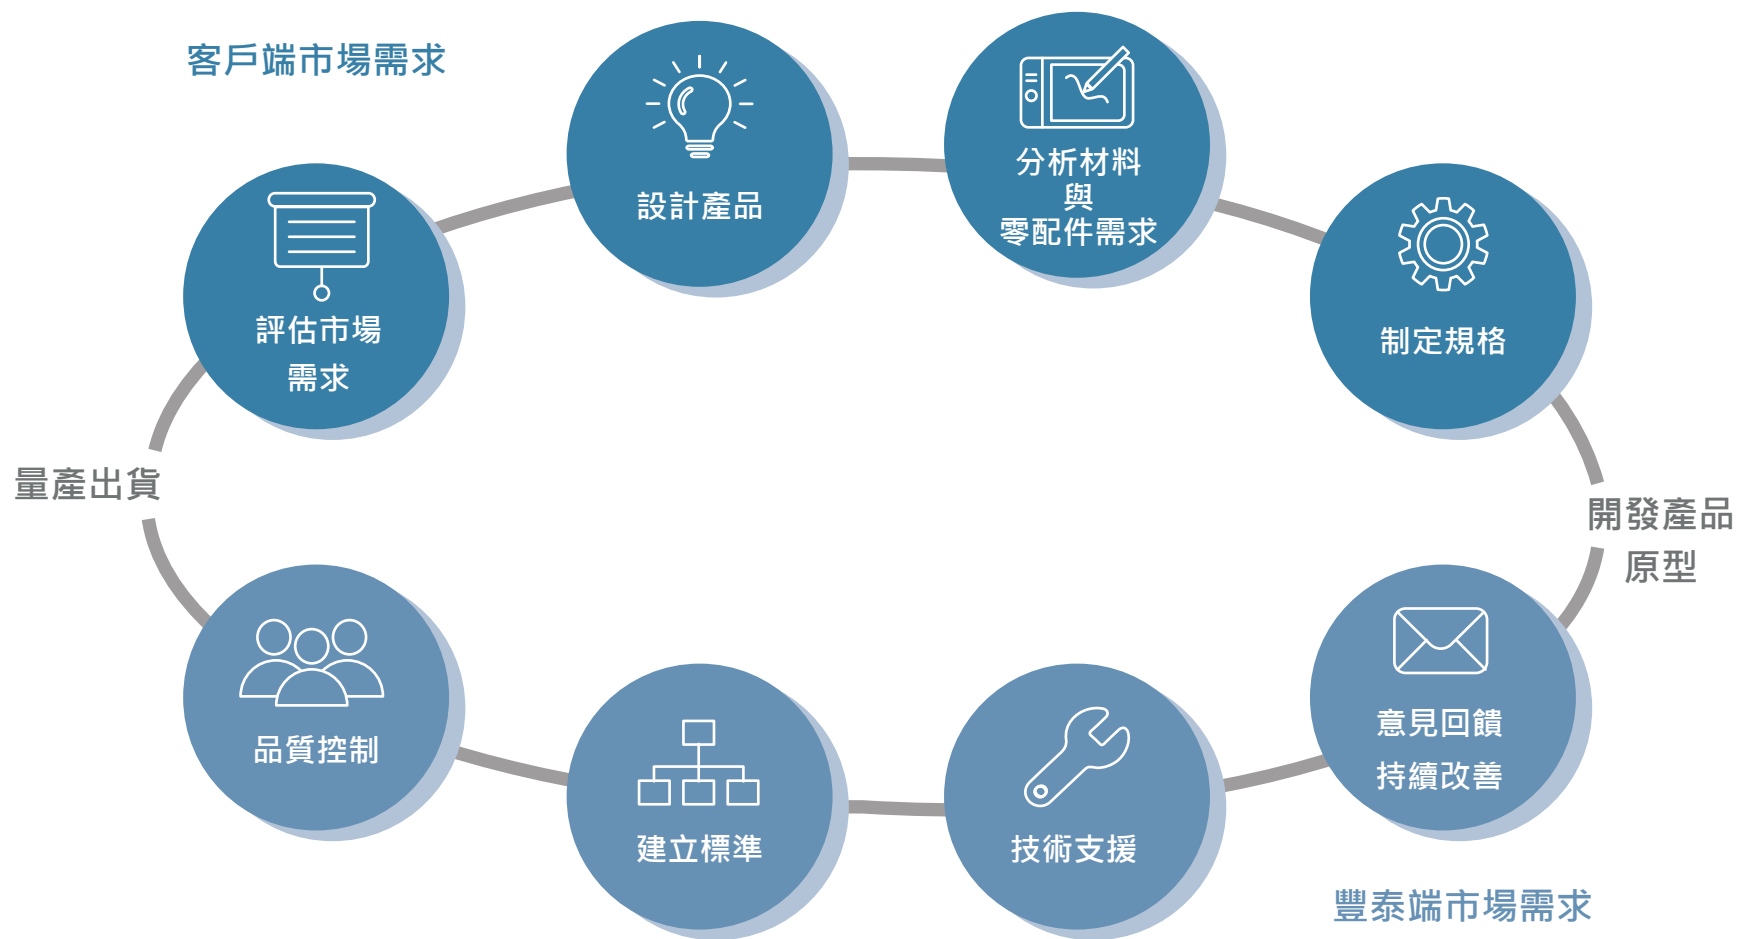 客戶端市場需求
設計產品
分析材料
與
零配件需求
評估市場
需求
制定規格
量產出貨
開發產品
原型
品質控制
建立標準
技術支援
意見回饋
持續改善
豐泰端市場需求